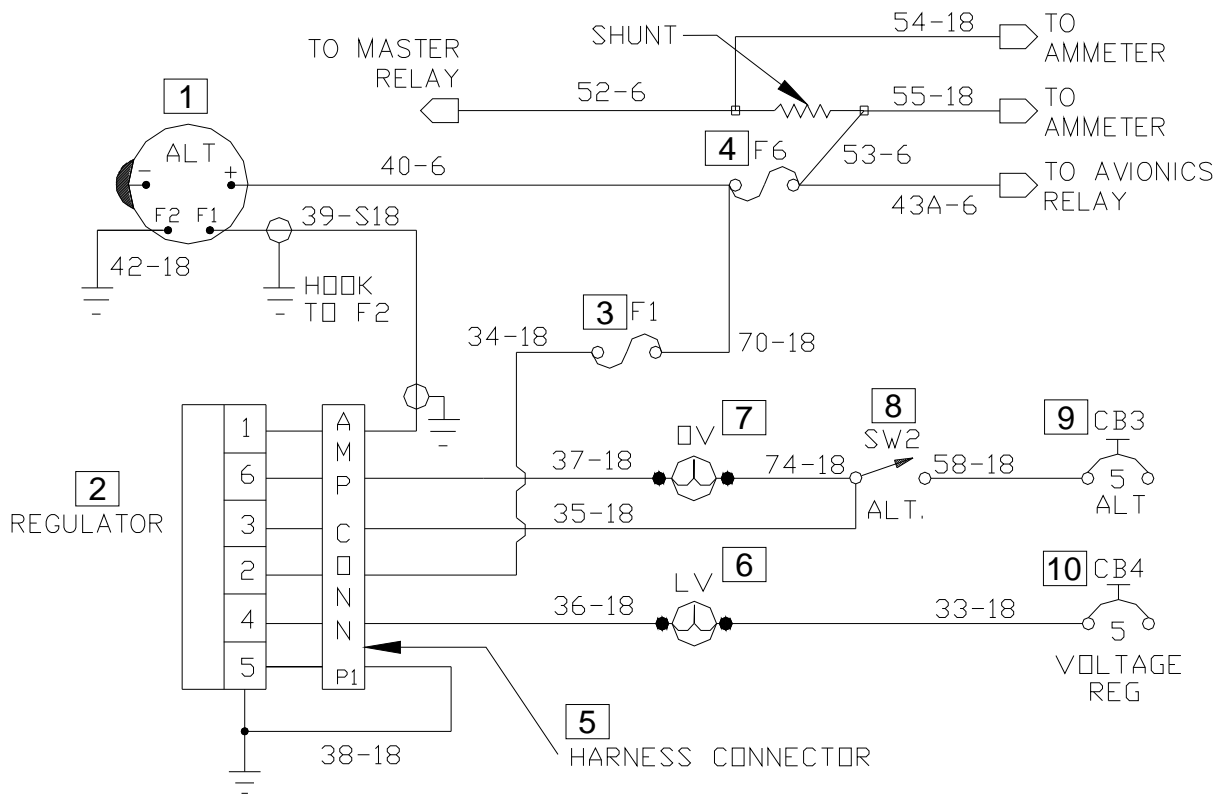 54-18
TO
AMMETER
SHUNT
TO MASTER
RELAY
52-6
55-18
TO
AMMETER
1
ALT
- +
F2 F1
40-6
4 F6
53-6
43A-6
TO AVIONICS
RELAY
39-S18
42-18
HOOK
TO F2
3 F1
34-18
70-18
2
REGULATOR
1
6
3
2
4
5
AMP CONN
P1
37-18
OV
7
74-18
8
SW2
ALT.
58-18
9
CB3
5
ALT
35-18
36-18
LV
6
33-18
10
CB4
5
VOLTAGE
REG
5
HARNESS CONNECTOR
38-18